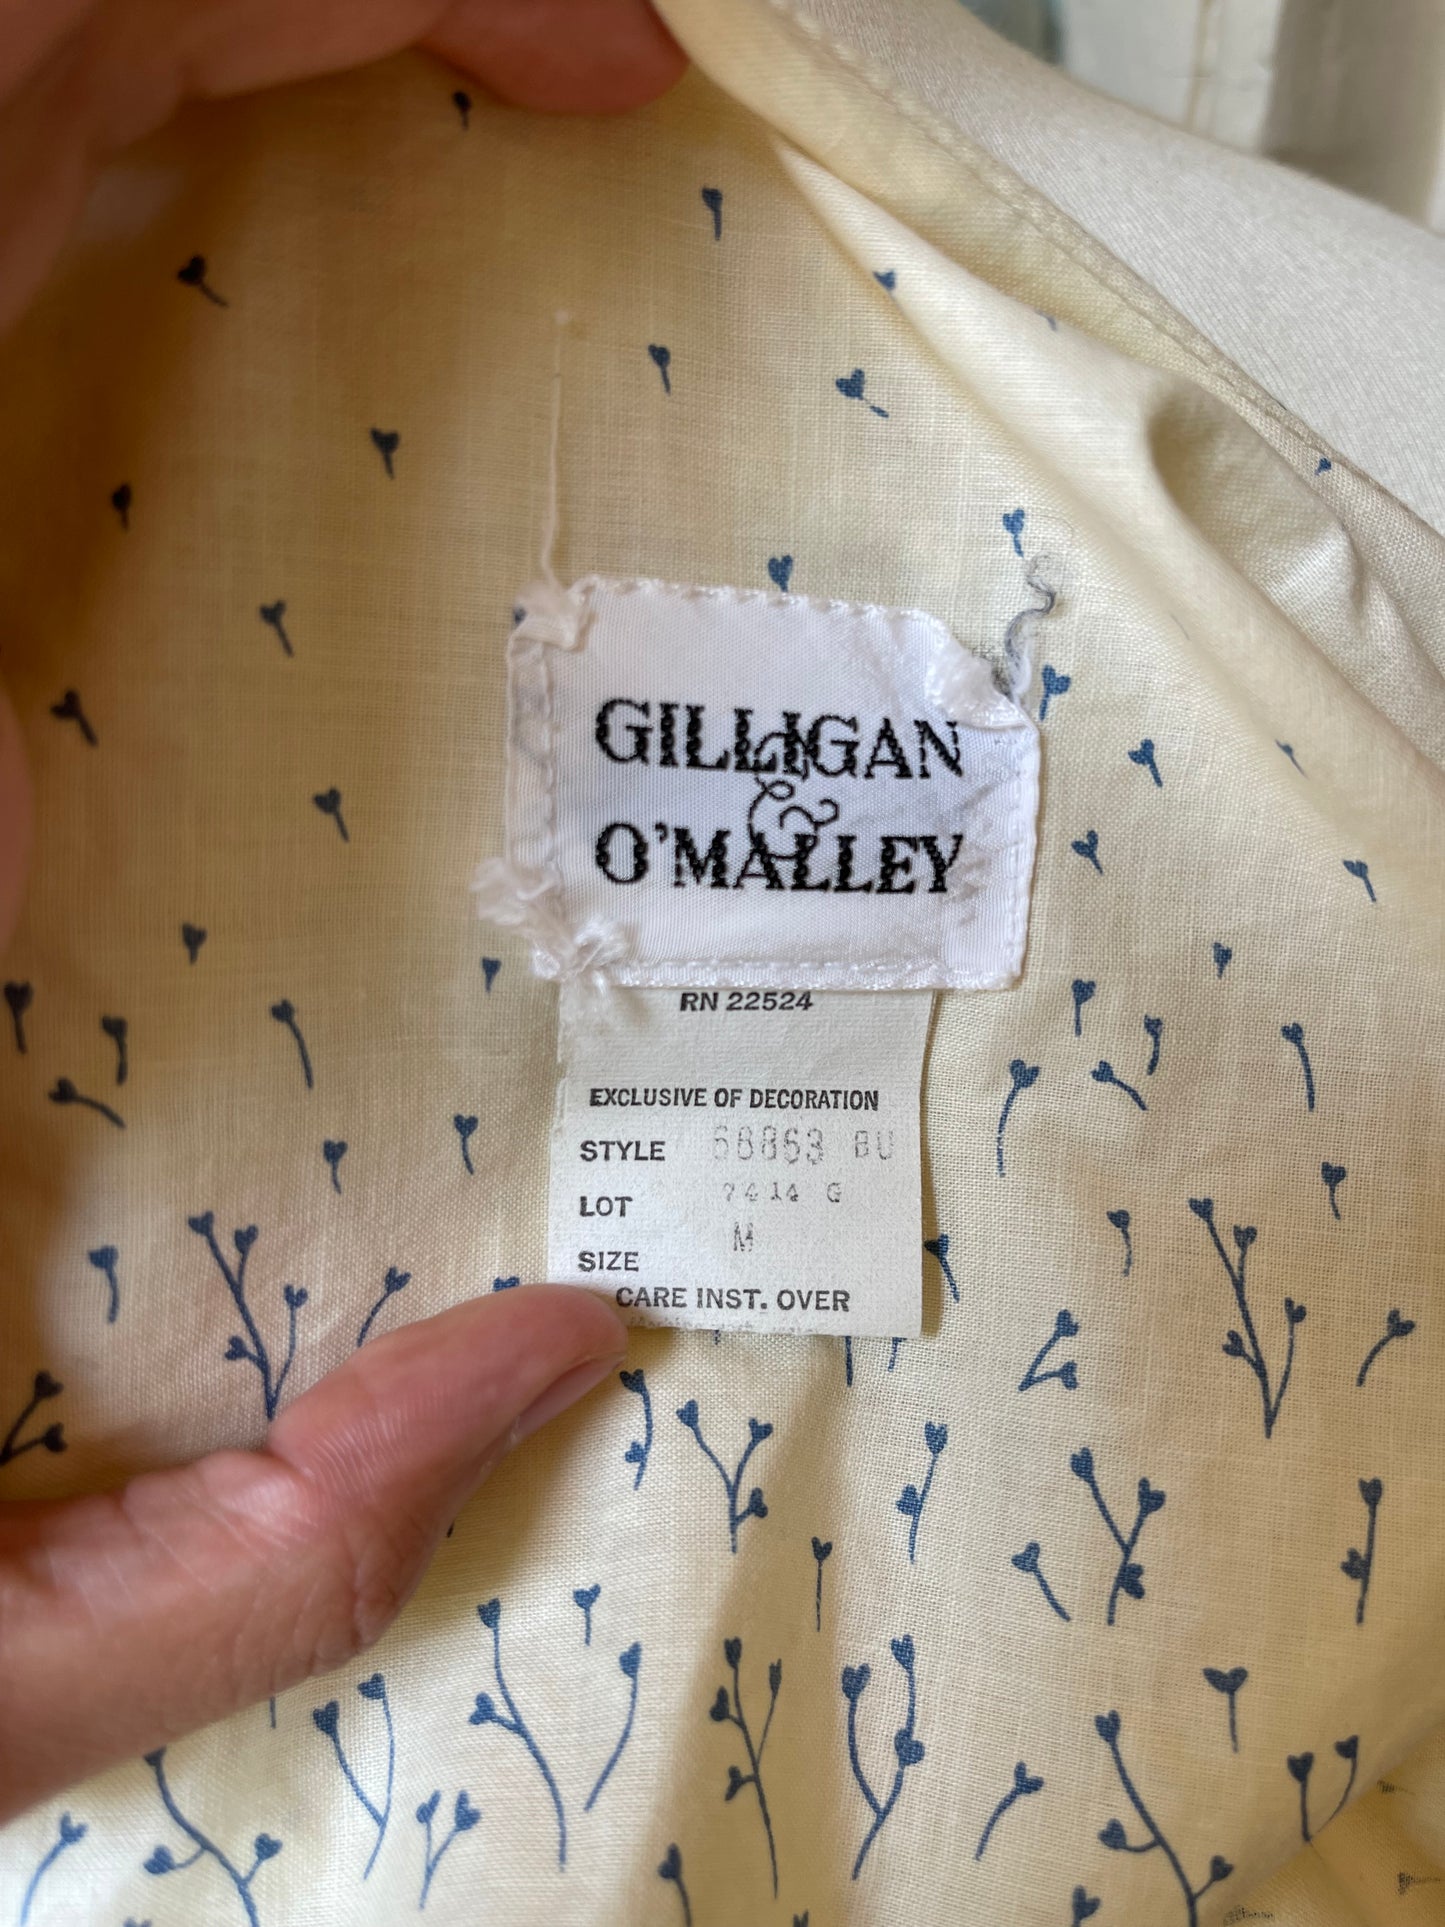 GILLIGAN
&
O'MALLEY
RN 22524
EXCLUSIVE OF DECORATION
STYLE 68863 BU
LOT 7414 G
SIZE M
CARE INST. OVER